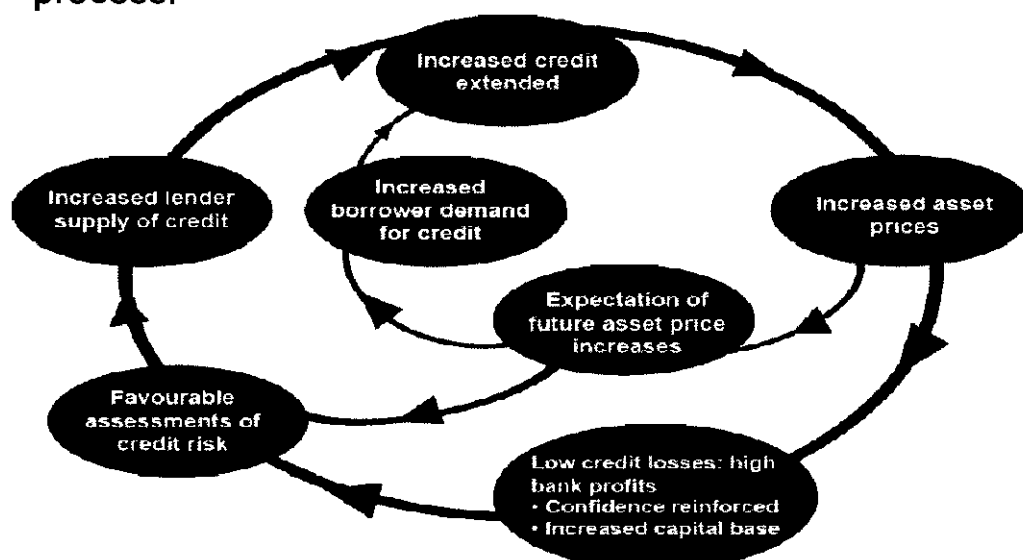 Increased credit
extended
Increased lender
supply of credit
Increased
borrower demand
for credit
Increased asset
prices
Expectation of
future asset price
increases
Favourable
assessments of
credit risk
Low credit losses: high
bank profits
• Confidence reinforced
• Increased capital base